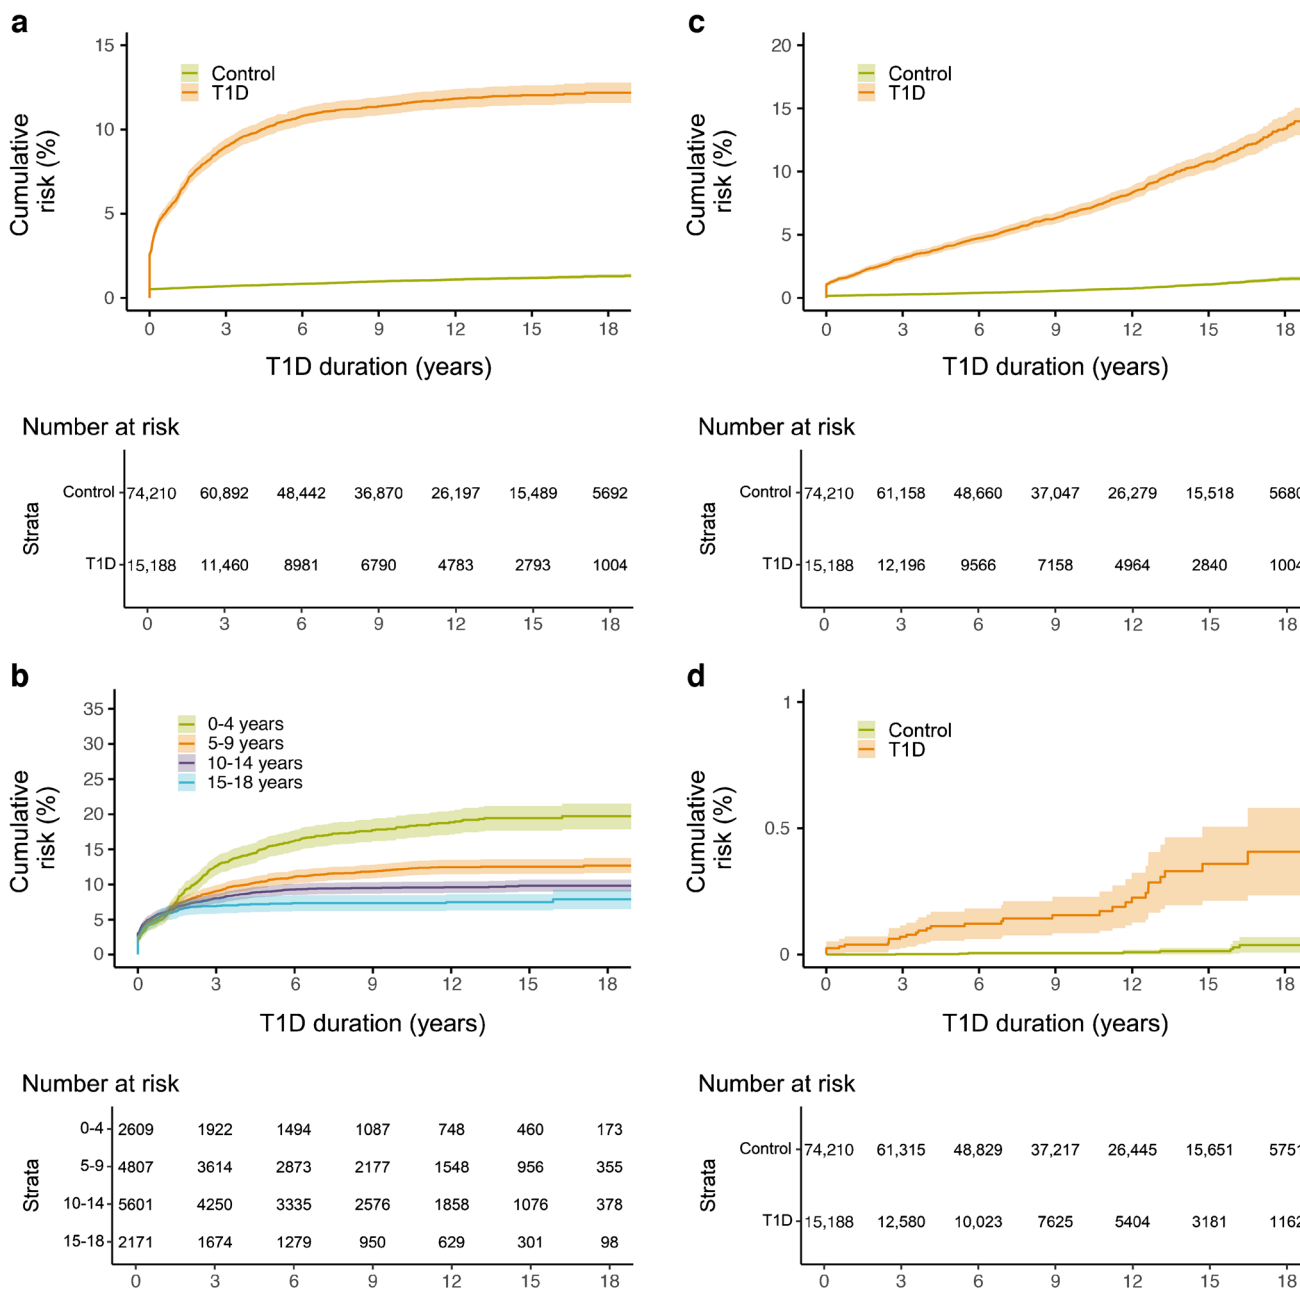 a
15
10
5
0
Cumulative
risk (%)
Control
T1D
0 3 6 9 12 15 18
T1D duration (years)
Number at risk
Strata
Control 74,210 60,892 48,442 36,870 26,197 15,489 5692
T1D 15,188 11,460 8981 6790 4783 2793 1004
0 3 6 9 12 15 18
c
20
15
10
5
0
Cumulative
risk (%)
Control
T1D
0 3 6 9 12 15 18
T1D duration (years)
Number at risk
Strata
Control 74,210 61,158 48,660 37,047 26,279 15,518 5680
T1D 15,188 12,196 9566 7158 4964 2840 1004
0 3 6 9 12 15 18
b
35
30
25
20
15
10
5
0
Cumulative
risk (%)
0-4 years
5-9 years
10-14 years
15-18 years
0 3 6 9 12 15 18
T1D duration (years)
Number at risk
Strata
0-4 2609 1922 1494 1087 748 460 173
5-9 4807 3614 2873 2177 1548 956 355
10-14 5601 4250 3335 2576 1858 1076 378
15-18 2171 1674 1279 950 629 301 98
0 3 6 9 12 15 18
d
1
0.5
0
Cumulative
risk (%)
Control
T1D
0 3 6 9 12 15 18
T1D duration (years)
Number at risk
Strata
Control 74,210 61,315 48,829 37,217 26,445 15,651 5751
T1D 15,188 12,580 10,023 7625 5404 3181 1162
0 3 6 9 12 15 18